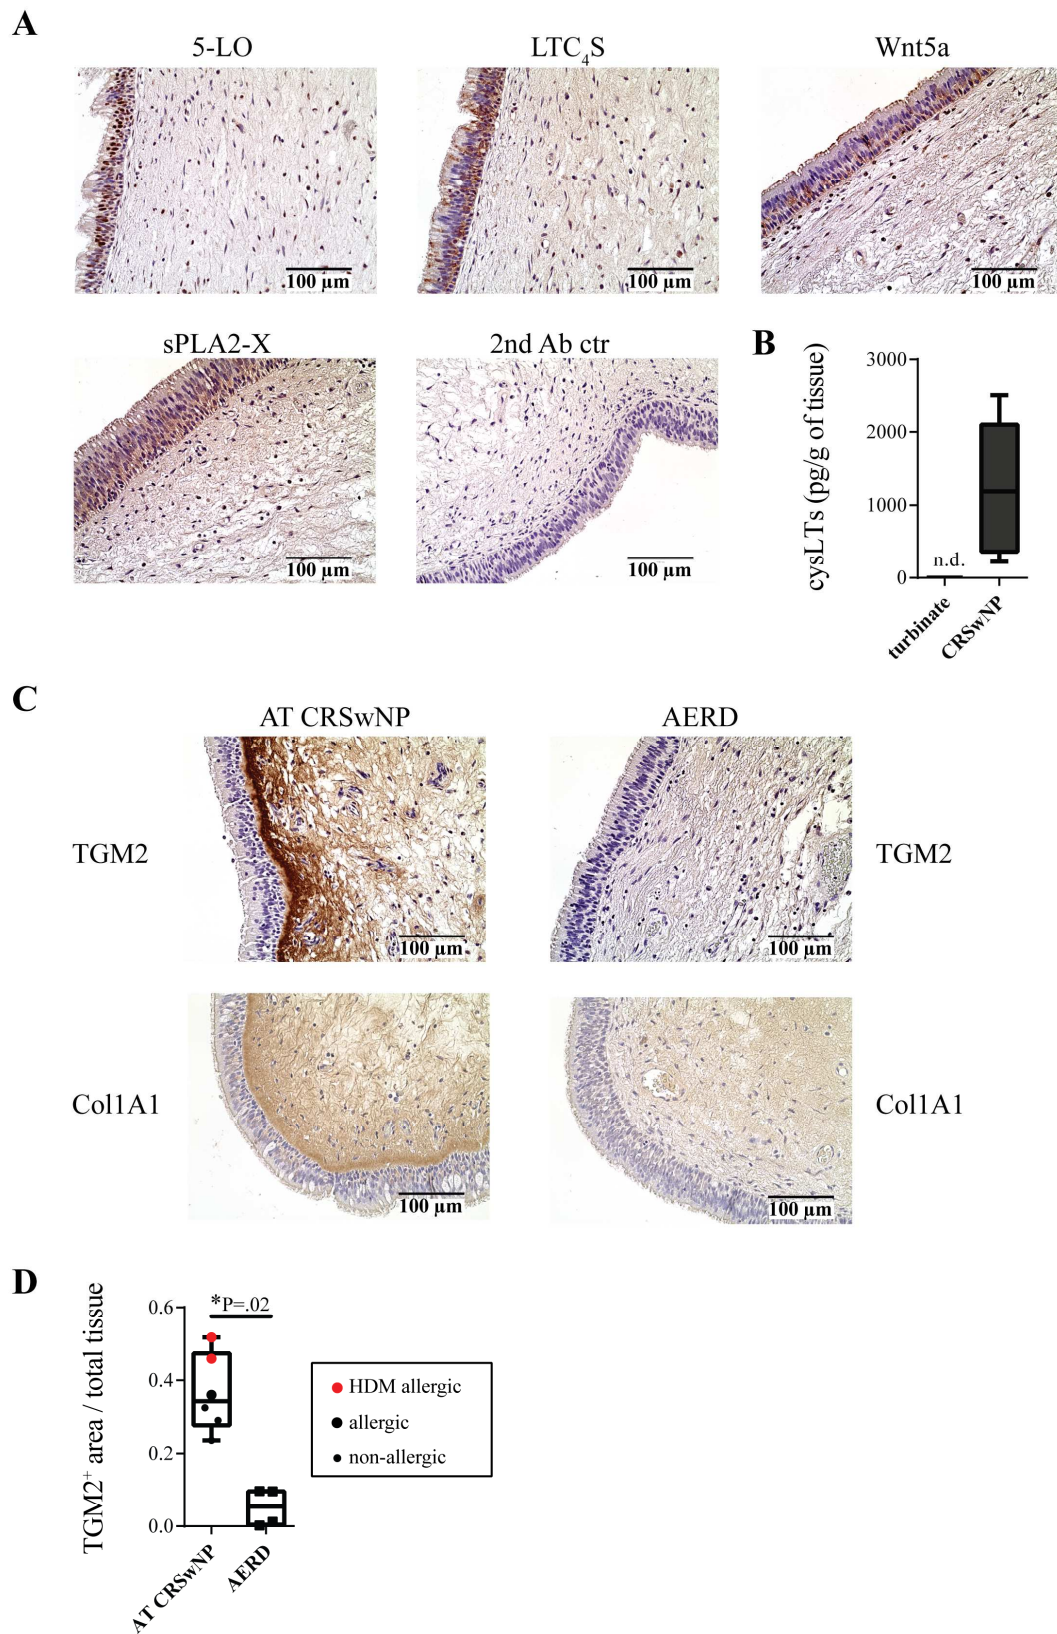 A
5-LO
LTC4S
Wnt5a
100 µm
100 µm
100 µm
sPLA2-X
2nd Ab ctr
100 µm
100 µm
B
cysLTs (pg/g of tissue)
3000
2000
1000
0
n.d.
turbinate
CRSwNP
C
AT CRSwNP
AERD
TGM2
100 µm
100 µm
TGM2
Col1A1
100 µm
100 µm
Col1A1
D
TGM2+ area / total tissue
0.6
0.4
0.2
0.0
*P=.02
AT CRSwNP
AERD
HDM allergic
allergic
non-allergic